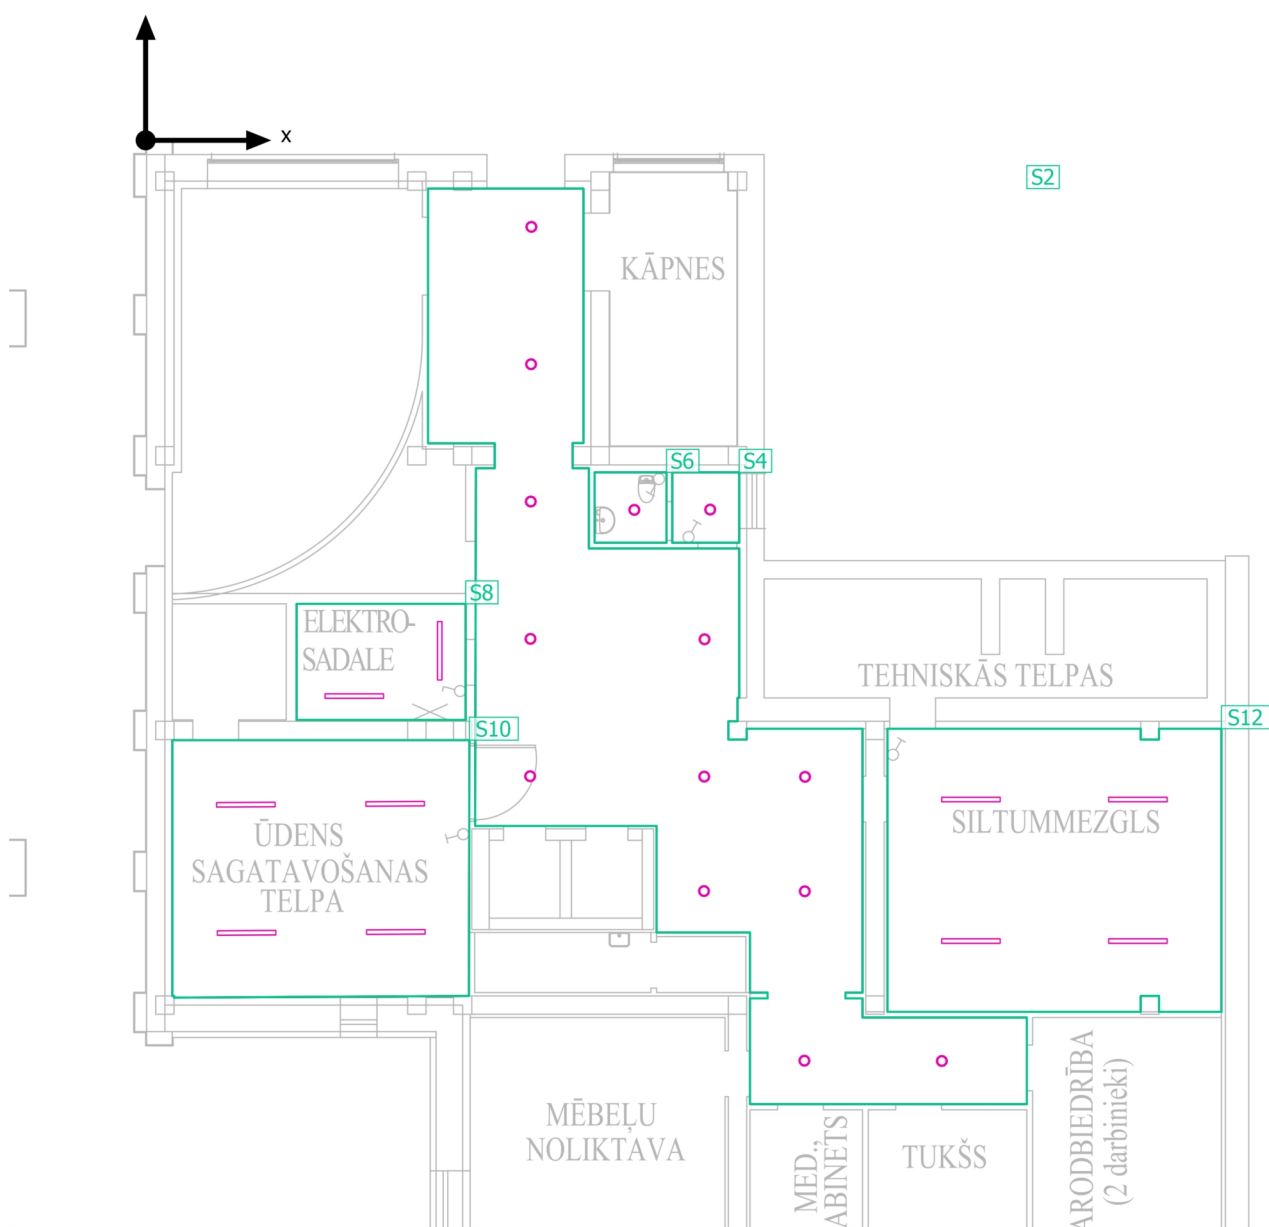 x
S2
KĀPNES
S6
S4
S8
ELEKTRO-
SADALE
TEHNISKĀS TELPAS
S10
S12
ŪDENS
SAGATAVOŠANAS
TELPA
SILTUMMEZGLS
MĒBEĻU
NOLIKTAVA
MED.,
ABINETS
TUKŠS
ARODBIEDRĪBA
(2 darbinieki)